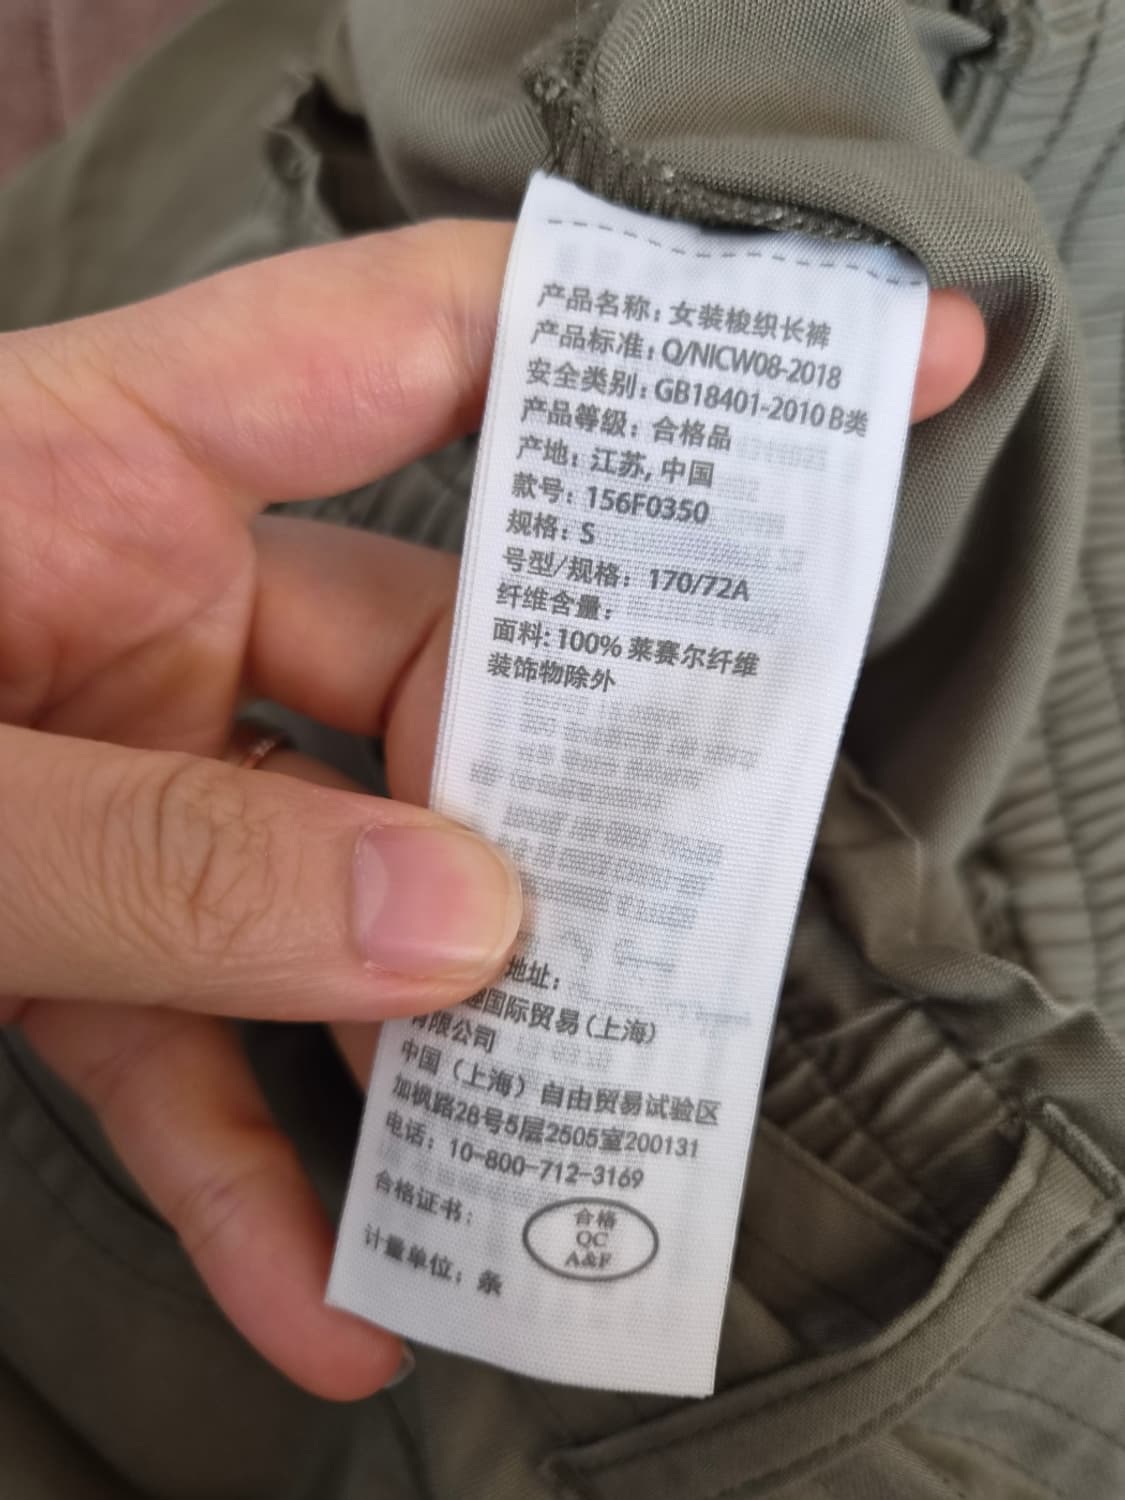 产品名称: 女装梭织长裤
产品标准: Q/NICW08-2018
安全类别: GB18401-2010 B类
产品等级: 合格品
产地: 江苏, 中国
款号: 156F0350
规格: S
号型/规格: 170/72A
纤维含量:
面料: 100% 莱赛尔纤维
装饰物除外
地址:
国际贸易(上海)
有限公司
中国（上海）自由贸易试验区
加枫路28号5层2505室200131
电话: 10-800-712-3169
合格证书:
合格
QC
A&F
计量单位: 条